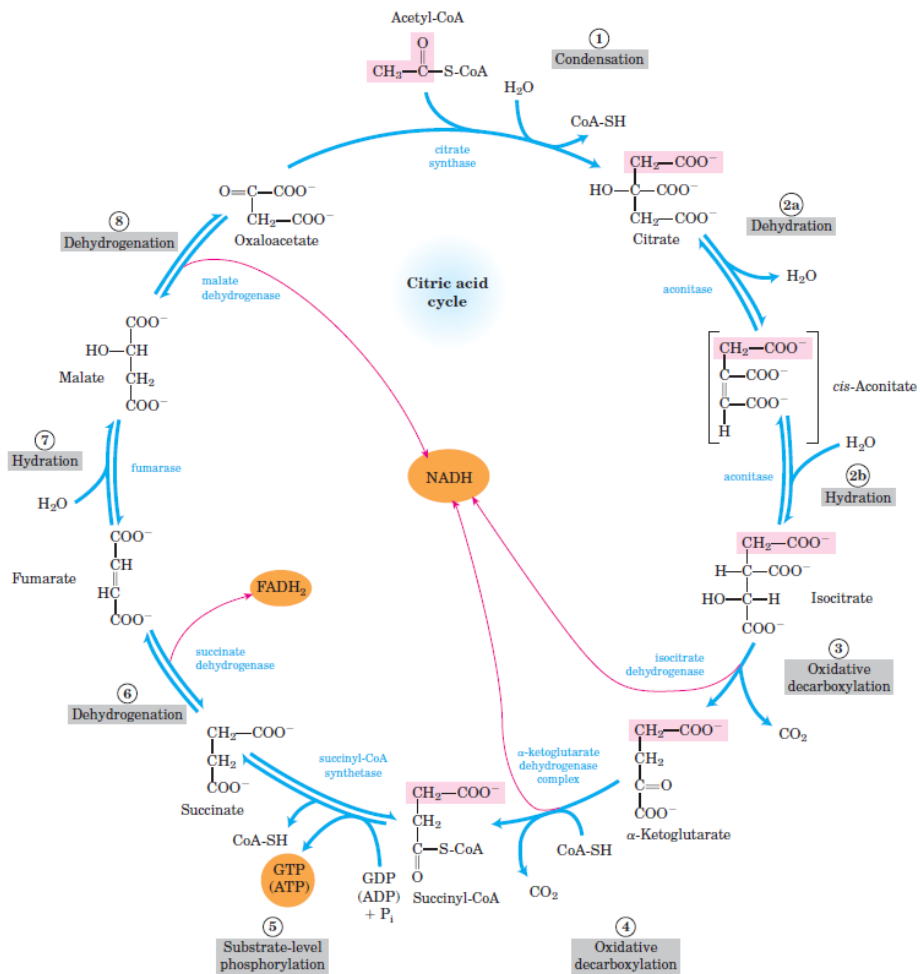 Acetyl-CoA
O
CH₃—C—S-CoA
①
Condensation
H₂O
CoA-SH
citrate
synthase
CH₂—COO⁻
HO—C—COO⁻
CH₂—COO⁻
Citrate
2a
Dehydration
H₂O
aconitase
O=C—COO⁻
CH₂—COO⁻
Oxaloacetate
⑧
Dehydrogenation
malate
dehydrogenase
Citric acid
cycle
CH₂—COO⁻
C—COO⁻
C—COO⁻
H
cis-Aconitate
COO⁻
HO—CH
CH₂
COO⁻
Malate
⑦
Hydration
H₂O
fumarase
NADH
aconitase
H₂O
2b
Hydration
COO⁻
CH
HC
COO⁻
Fumarate
FADH₂
CH₂—COO⁻
H—C—COO⁻
HO—C—H
COO⁻
Isocitrate
succinate
dehydrogenase
⑥
Dehydrogenation
isocitrate
dehydrogenase
③
Oxidative
decarboxylation
CO₂
CH₂—COO⁻
CH₂
COO⁻
Succinate
succinyl-CoA
synthetase
CH₂—COO⁻
CH₂
C—S-CoA
O
Succinyl-CoA
α-ketoglutarate
dehydrogenase
complex
CH₂—COO⁻
CH₂
C=O
COO⁻
α-Ketoglutarate
CoA-SH
GTP
(ATP)
GDP
(ADP)
+ Pᵢ
CO₂
CoA-SH
⑤
Substrate-level
phosphorylation
④
Oxidative
decarboxylation